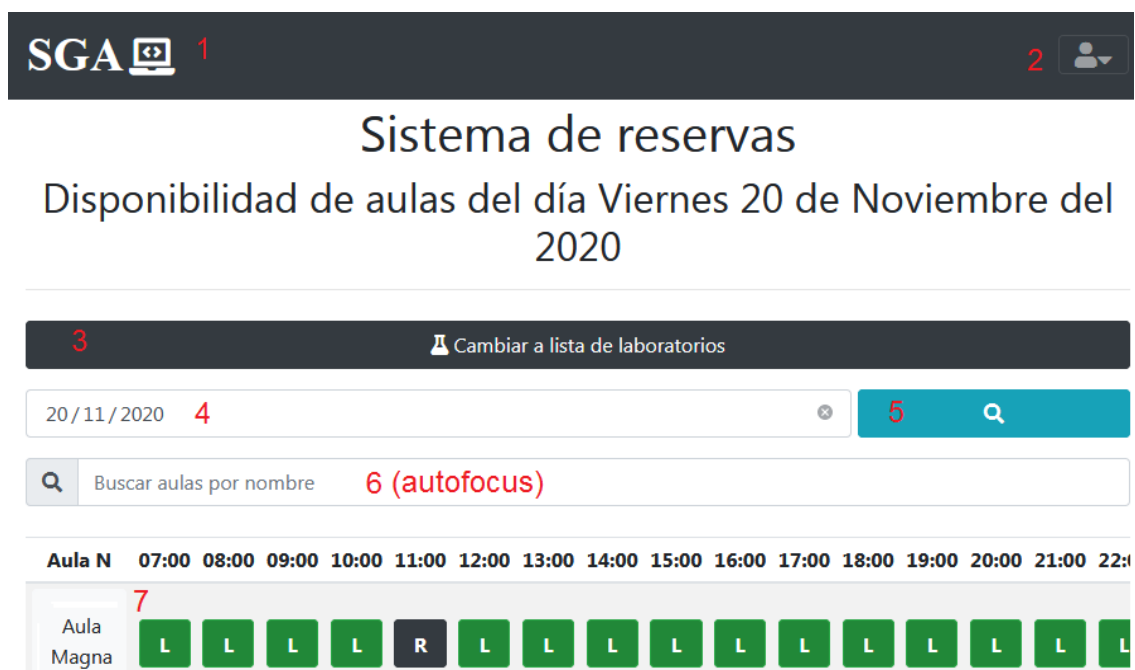 SGA 1
2
Sistema de reservas
Disponibilidad de aulas del día Viernes 20 de Noviembre del
2020
3 Cambiar a lista de laboratorios
20/11/2020 4 5
Buscar aulas por nombre 6 (autofocus)
Aula N 07:00 08:00 09:00 10:00 11:00 12:00 13:00 14:00 15:00 16:00 17:00 18:00 19:00 20:00 21:00
7
Aula
Magna L L L L R L L L L L L L L L L L